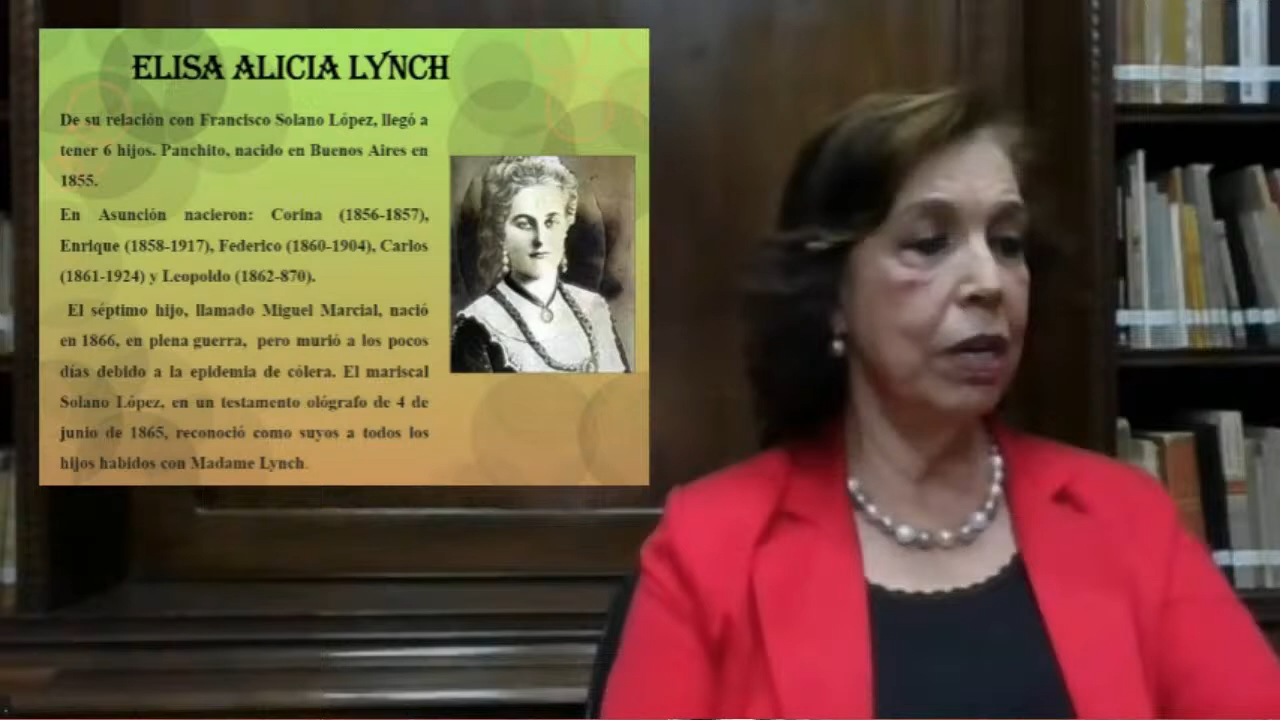 ELISA ALICIA LYNCH
De su relación con Francisco Solano López, llegó a
tener 6 hijos. Panchito, nacido en Buenos Aires en
1855.
En Asunción nacieron: Corina (1856-1857),
Enrique (1858-1917), Federico (1860-1904), Carlos
(1861-1924) y Leopoldo (1862-870).
El séptimo hijo, llamado Miguel Marcial, nació
en 1866, en plena guerra, pero murió a los pocos
días debido a la epidemia de cólera. El mariscal
Solano López, en un testamento ológrafo de 4 de
junio de 1865, reconoció como suyos a todos los
hijos habidos con Madame Lynch.